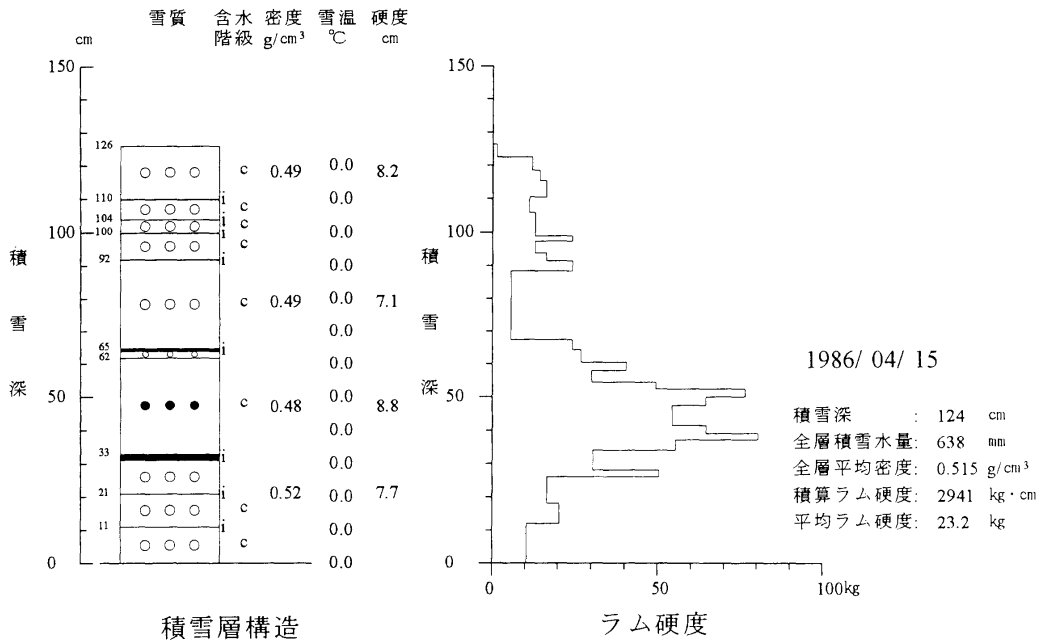 雪質 含水 密度 雪温 硬度
cm 階級 g/cm³ ℃ cm
150
126
0.0
c 0.49 8.2
110 i 0.0
c
104 i
c
100 100 i 0.0
c
92 i 0.0
c 0.49 0.0 7.1
0.0
65 i
62 0.0
50 c 0.48 0.0 8.8
0.0
33 i 0.0
21 i 0.52 0.0 7.7
c
11 i 0.0
c
0 0.0
積雪深
積雪層構造
150
100
50
0
積雪深
0 50 100kg
ラム硬度
1986/ 04/ 15
積雪深 : 124 cm
全層積雪水量: 638 mm
全層平均密度: 0.515 g/cm³
積算ラム硬度: 2941 kg·cm
平均ラム硬度: 23.2 kg